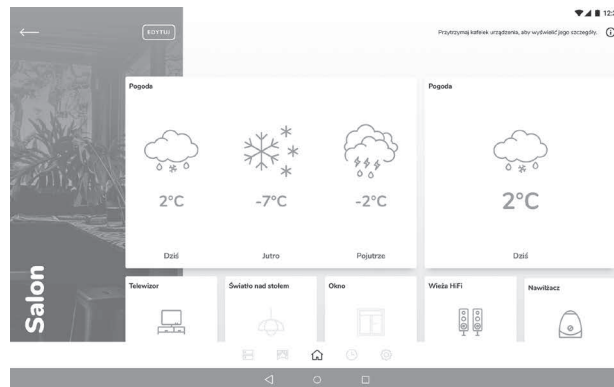 12:
EDYTUJ
Przytrzymaj kafelek urządzenia, aby wyświetlić jego szczegóły.
Pogoda
2°C
-7°C
-2°C
Dziś
Jutro
Pojutrze
Pogoda
2°C
Dziś
Salon
Telewizor
Światło nad stołem
Okno
Wieża HiFi
Nawilżacz